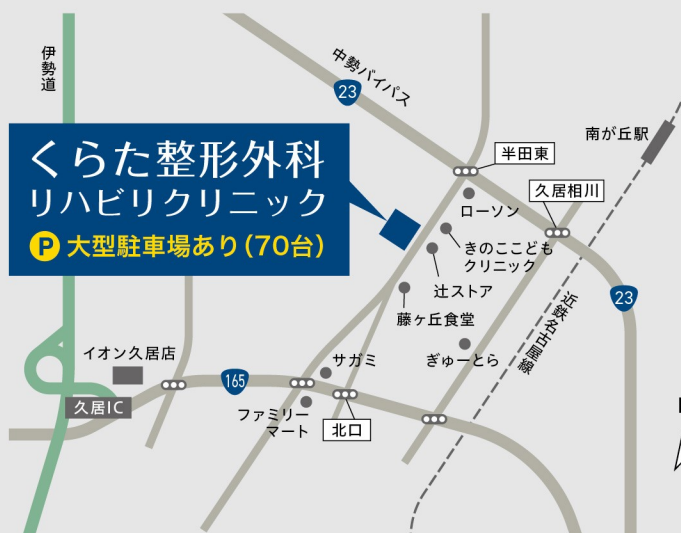 伊勢道
中勢バイパス
23
南が丘駅
半田東
くらた整形外科
リハビリクリニック
P 大型駐車場あり(70台)
久居相川
ローソン
きのここども
クリニック
辻ストア
近鉄名古屋線
23
藤ヶ丘食堂
ぎゅーとら
イオン久居店
サガミ
165
久居IC
ファミリー
マート
北口